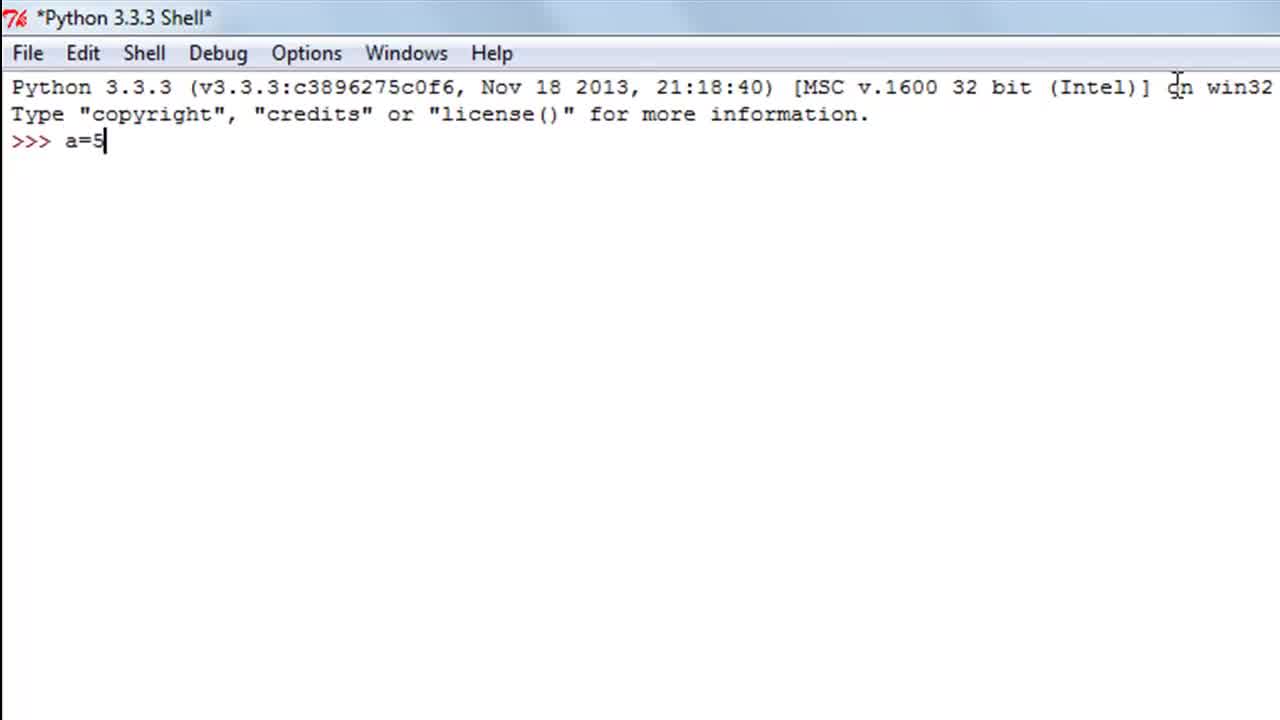 *Python 3.3.3 Shell*
File Edit Shell Debug Options Windows Help
Python 3.3.3 (v3.3.3:c3896275c0f6, Nov 18 2013, 21:18:40) [MSC v.1600 32 bit (Intel)] on win32
Type "copyright", "credits" or "license()" for more information.
>>> a=5